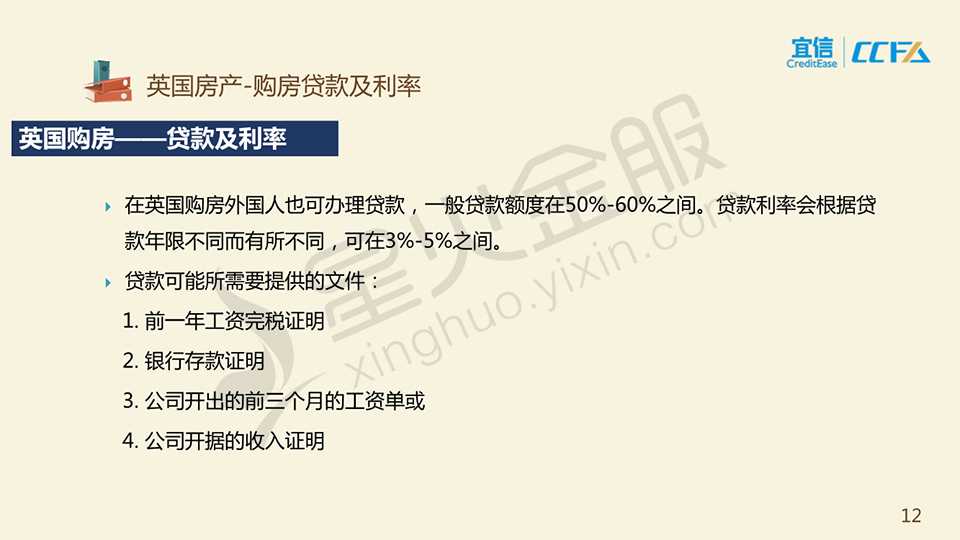 宜信
CreditEase
CCFA
英国房产-购房贷款及利率
英国购房——贷款及利率
在英国购房外国人也可办理贷款，一般贷款额度在50%-60%之间。贷款利率会根据贷
款年限不同而有所不同，可在3%-5%之间。
贷款可能所需要提供的文件：
1. 前一年工资完税证明
2. 银行存款证明
3. 公司开出的前三个月的工资单或
4. 公司开据的收入证明
星火金服
xinghuo.yixin.com
12